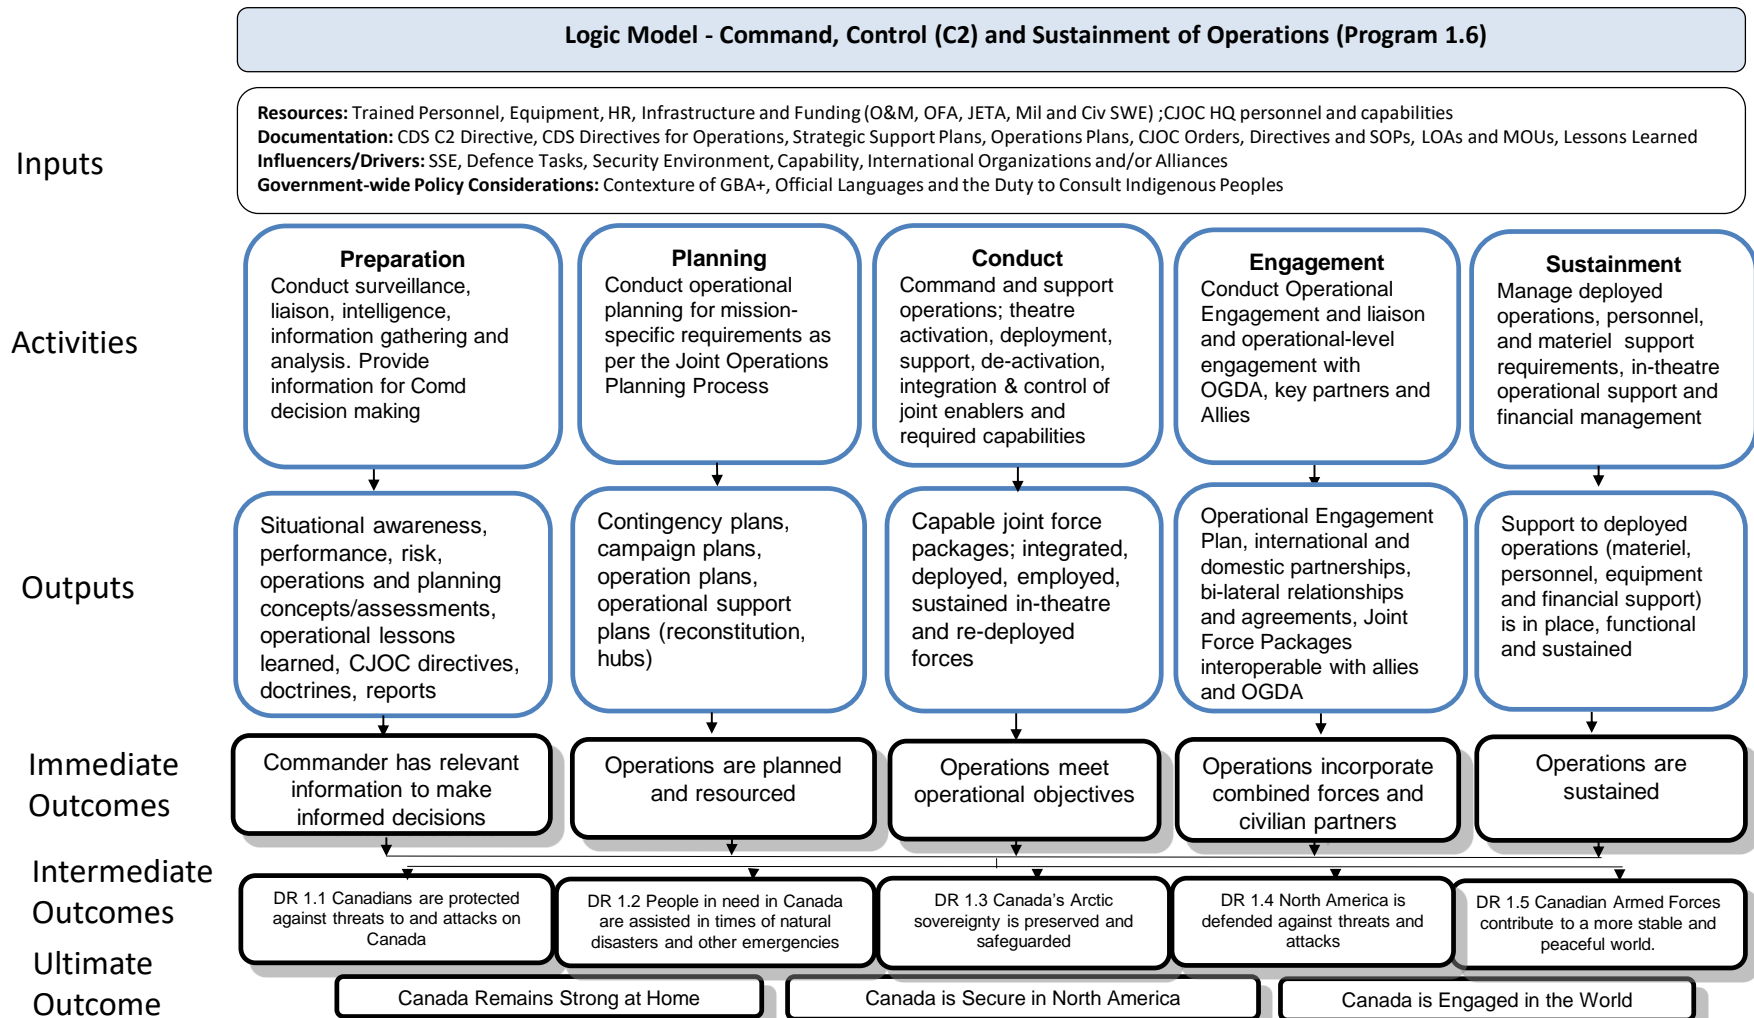 Logic Model - Command, Control (C2) and Sustainment of Operations (Program 1.6)
Inputs
Resources: Trained Personnel, Equipment, HR, Infrastructure and Funding (O&M, OFA, JETA, Mil and Civ SWE) ;CJOC HQ personnel and capabilities
Documentation: CDS C2 Directive, CDS Directives for Operations, Strategic Support Plans, Operations Plans, CJOC Orders, Directives and SOPs, LOAs and MOUs, Lessons Learned
Influencers/Drivers: SSE, Defence Tasks, Security Environment, Capability, International Organizations and/or Alliances
Government-wide Policy Considerations: Contexture of GBA+, Official Languages and the Duty to Consult Indigenous Peoples
Activities
Preparation
Conduct surveillance,
liaison, intelligence,
information gathering and
analysis. Provide
information for Comd
decision making
Planning
Conduct operational
planning for mission-
specific requirements as
per the Joint Operations
Planning Process
Conduct
Command and support
operations; theatre
activation, deployment,
support, de-activation,
integration & control of
joint enablers and
required capabilities
Engagement
Conduct Operational
Engagement and liaison
and operational-level
engagement with
OGDA, key partners and
Allies
Sustainment
Manage deployed
operations, personnel,
and materiel support
requirements, in-theatre
operational support and
financial management
Outputs
Situational awareness,
performance, risk,
operations and planning
concepts/assessments,
operational lessons
learned, CJOC directives,
doctrines, reports
Contingency plans,
campaign plans,
operation plans,
operational support
plans (reconstitution,
hubs)
Capable joint force
packages; integrated,
deployed, employed,
sustained in-theatre
and re-deployed
forces
Operational Engagement
Plan, international and
domestic partnerships,
bi-lateral relationships
and agreements, Joint
Force Packages
interoperable with allies
and OGDA
Support to deployed
operations (materiel,
personnel, equipment
and financial support)
is in place, functional
and sustained
Immediate
Outcomes
Commander has relevant
information to make
informed decisions
Operations are planned
and resourced
Operations meet
operational objectives
Operations incorporate
combined forces and
civilian partners
Operations are
sustained
Intermediate
Outcomes
DR 1.1 Canadians are protected
against threats to and attacks on
Canada
DR 1.2 People in need in Canada
are assisted in times of natural
disasters and other emergencies
DR 1.3 Canada's Arctic
sovereignty is preserved and
safeguarded
DR 1.4 North America is
defended against threats and
attacks
DR 1.5 Canadian Armed Forces
contribute to a more stable and
peaceful world.
Ultimate
Outcome
Canada Remains Strong at Home
Canada is Secure in North America
Canada is Engaged in the World